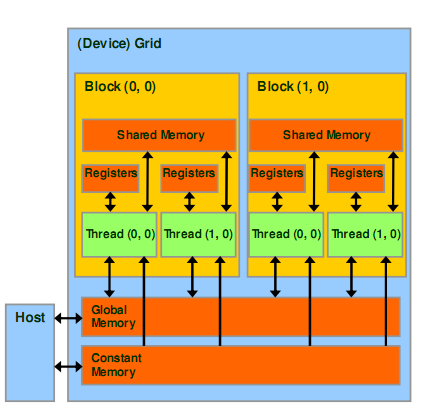 (Device) Grid
Block (0, 0)
Block (1, 0)
Shared Memory
Shared Memory
Registers
Registers
Registers
Registers
Thread (0, 0)
Thread (1, 0)
Thread (0, 0)
Thread (1, 0)
Host
Global
Memory
Constant
Memory